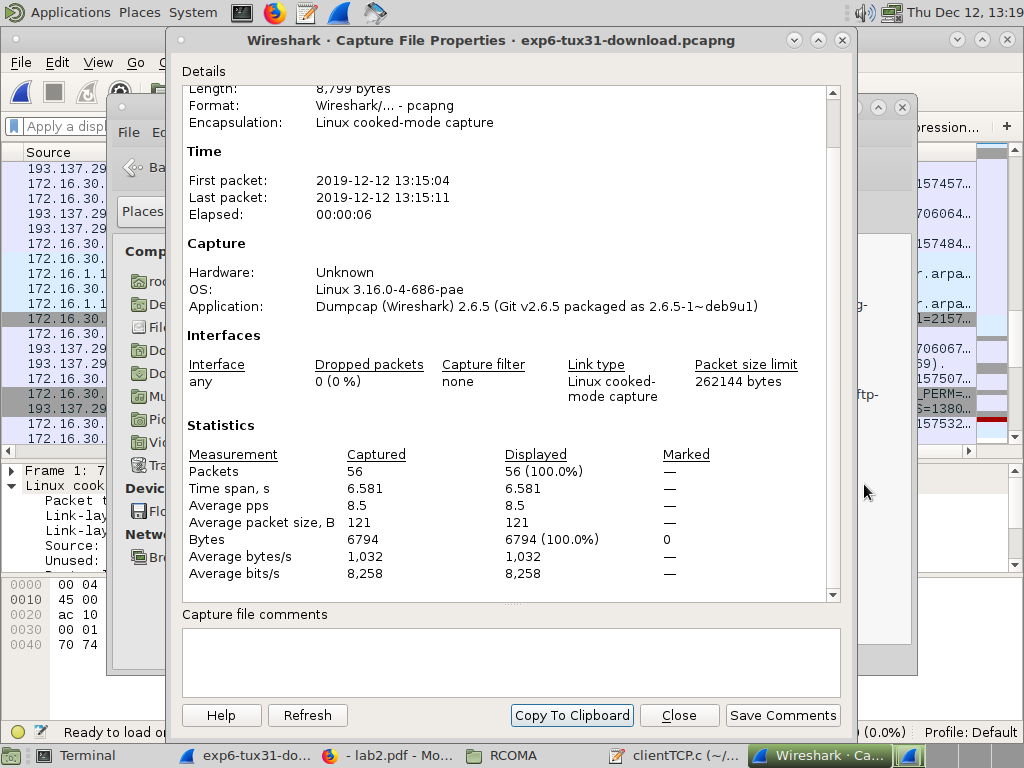 Applications Places System Thu Dec 12, 13:19
Wireshark · Capture File Properties · exp6-tux31-download.pcapng
File Edit View Go
Apply a displ
pression... +
Source
193.137.29
172.16.30.
172.16.30.
193.137.29
193.137.29
172.16.30.
172.16.30.
172.16.1.1
172.16.30.
172.16.1.1
172.16.30.
172.16.30.
193.137.29
193.137.29
172.16.30.
172.16.30.
193.137.29
172.16.30.
172.16.30.
157457...
706064...
157484...
r.arpa...
r.arpa...
1=2157...
706067...
69).
157507...
_PERM=...
S=1380...
157532...
File
Ba
Places
Comp
roo
De
File
Do
Do
Mu
Pic
Vid
Tra
Devic
Flo
Netwo
Bro
g-
ftp-
Details
Length: 8,799 bytes
Format: Wireshark/... - pcapng
Encapsulation: Linux cooked-mode capture
Time
First packet: 2019-12-12 13:15:04
Last packet: 2019-12-12 13:15:11
Elapsed: 00:00:06
Capture
Hardware: Unknown
OS: Linux 3.16.0-4-686-pae
Application: Dumpcap (Wireshark) 2.6.5 (Git v2.6.5 packaged as 2.6.5-1~deb9u1)
Interfaces
Interface Dropped packets Capture filter Link type Packet size limit
any 0 (0 %) none Linux cooked- 262144 bytes
mode capture
Statistics
Measurement Captured Displayed Marked
Packets 56 56 (100.0%) —
Time span, s 6.581 6.581 —
Average pps 8.5 8.5 —
Average packet size, B 121 121 —
Bytes 6794 6794 (100.0%) 0
Average bytes/s 1,032 1,032 —
Average bits/s 8,258 8,258 —
Capture file comments
Help Refresh Copy To Clipboard Close Save Comments
Frame 1: 7
Linux cook
Packet t
Link-lay
Link-lay
Source:
Unused:
0000 00 04
0010 45 00
0020 ac 10
0030 00 01
0040 70 74
Ready to load or
(0.0%) Profile: Default
Terminal exp6-tux31-do... - lab2.pdf - Mo... RCOMA clientTCP.c (~/... Wireshark · Ca...